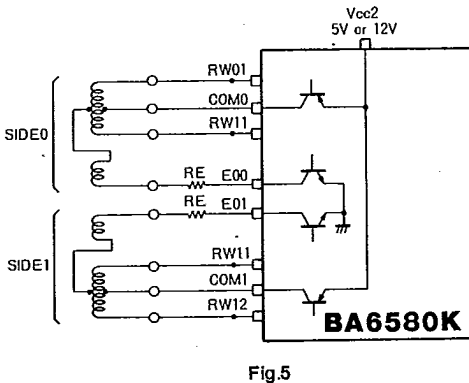 Vcc2
5V or 12V
RW01
COM0
RW11
SIDE0
RE
E00
RE
E01
SIDE1
RW11
COM1
RW12
BA6580K
Fig.5